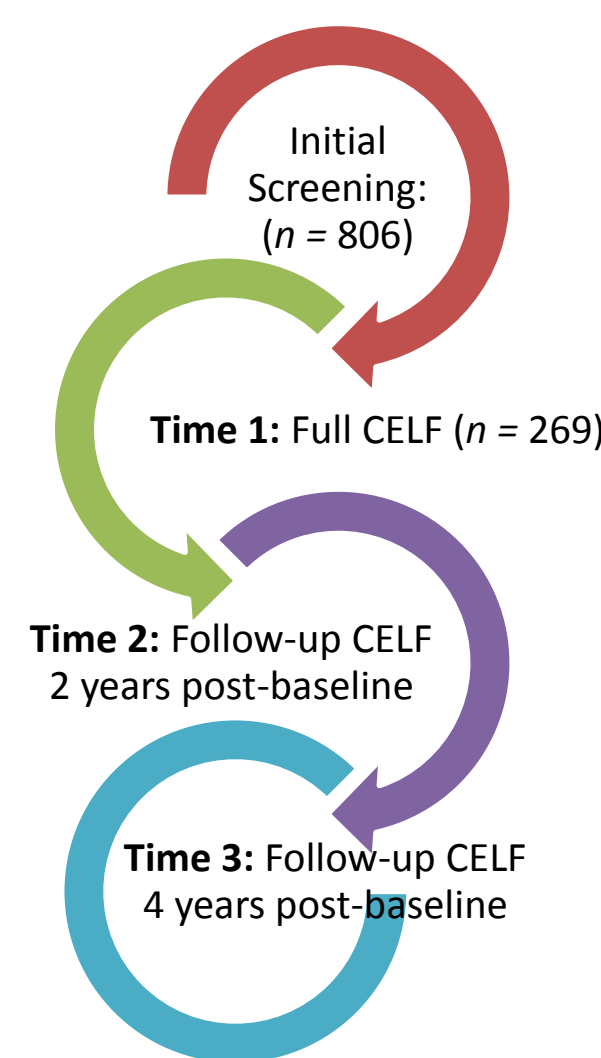 Initial
Screening:
(n = 806)
Time 1: Full CELF (n = 269)
Time 2: Follow-up CELF
2 years post-baseline
Time 3: Follow-up CELF
4 years post-baseline